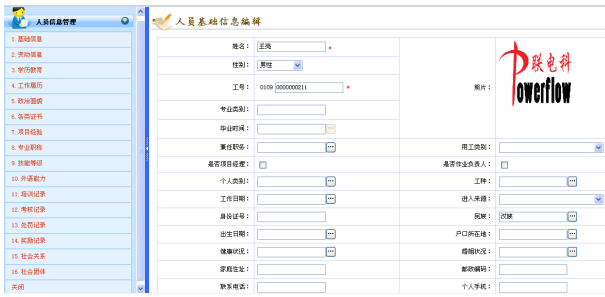 人员信息管理
1. 基础信息
2. 变动信息
3. 学历教育
4. 工作履历
5. 政治面貌
6. 各类证书
7. 项目经验
8. 专业职称
9. 技能等级
10. 外语能力
11. 培训记录
12. 考核记录
13. 处罚记录
14. 奖励记录
15. 社会关系
16. 社会团体
关闭
人员基础信息编辑
姓名： 王亮 *
性别： 男性
工号： 0109 0000000211 *
照片：
联电科
Powerflow
专业类别：
毕业时间：
兼任职务： 用工类别：
是否项目经理： 是否作业负责人：
个人类别： 工种：
工作日期： 进入来源：
身份证号： 民族： 汉族
出生日期： 户口所在地：
健康状况： 婚姻状况：
家庭住址： 邮政编码：
联系电话： 个人手机：